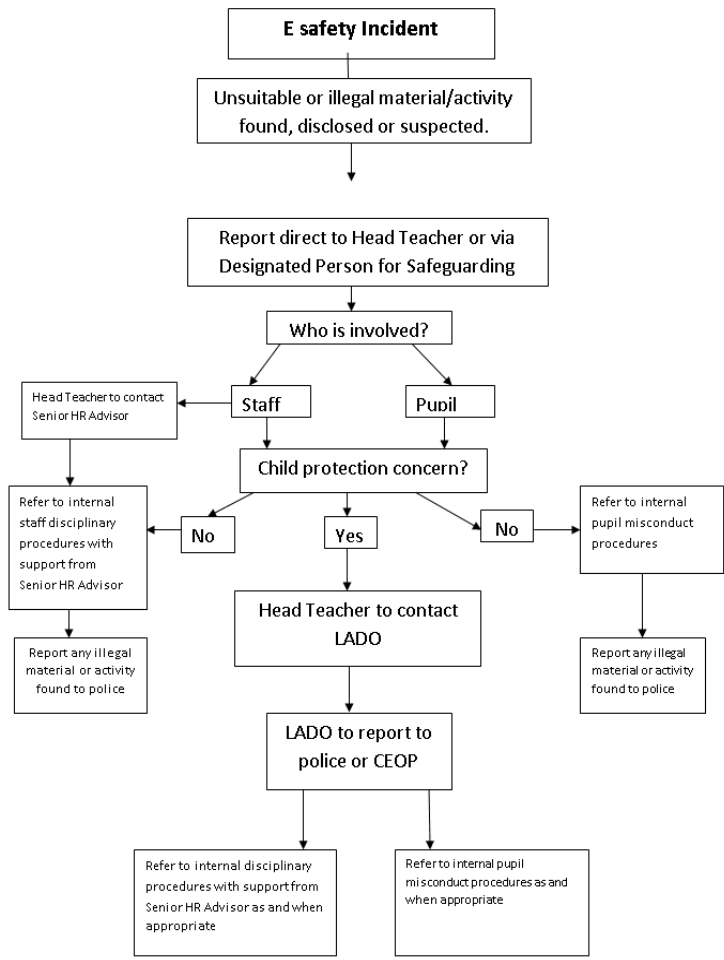 E safety Incident
Unsuitable or illegal material/activity
found, disclosed or suspected.
Report direct to Head Teacher or via
Designated Person for Safeguarding
Who is involved?
Head Teacher to contact
Senior HR Advisor
Staff
Pupil
Child protection concern?
Refer to internal
staff disciplinary
procedures with
support from
Senior HR Advisor
No
Yes
No
Refer to internal
pupil misconduct
procedures
Head Teacher to contact
LADO
Report any illegal
material or activity
found to police
Report any illegal
material or activity
found to police
LADO to report to
police or CEOP
Refer to internal disciplinary
procedures with support from
Senior HR Advisor as and when
appropriate
Refer to internal pupil
misconduct procedures as and
when appropriate